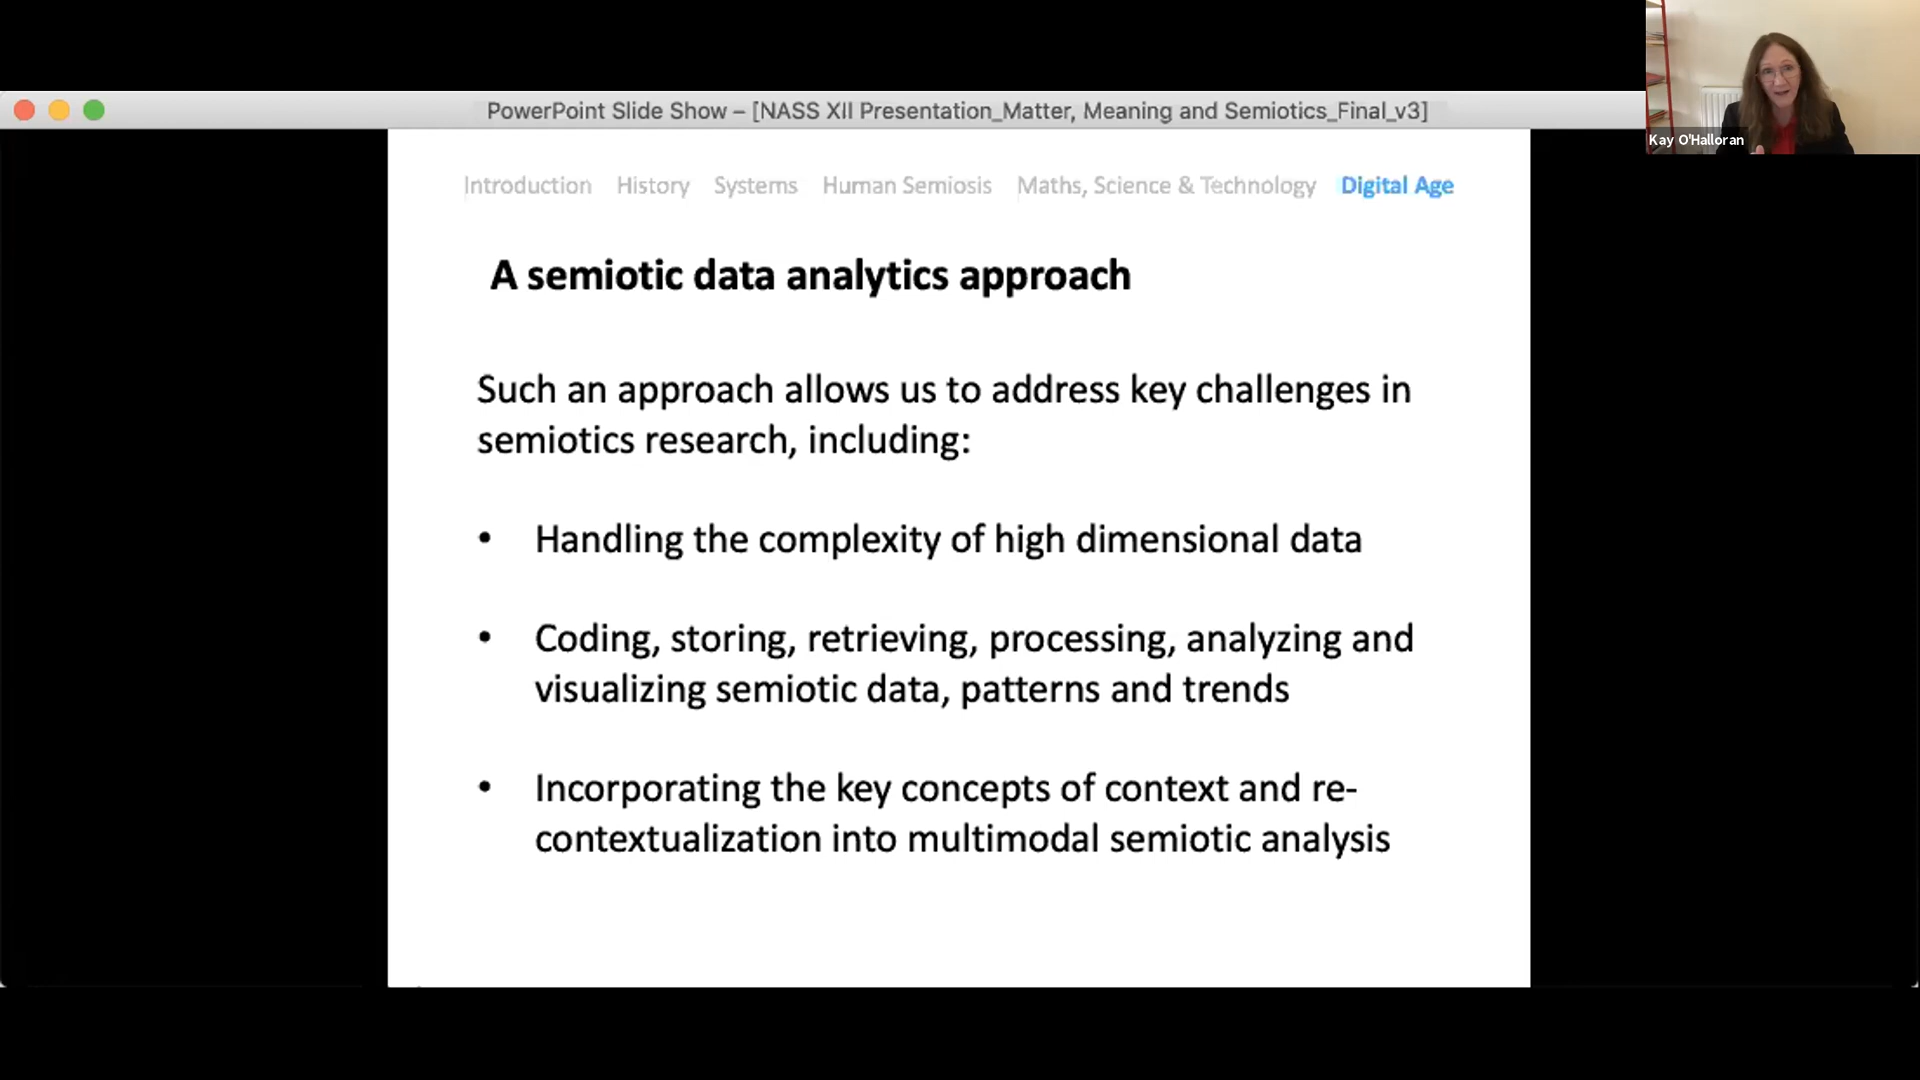 PowerPoint Slide Show – [NASS XII Presentation_Matter, Meaning and Semiotics_Final_v3]
Kay O'Halloran
Introduction History Systems Human Semiosis Maths, Science & Technology Digital Age
A semiotic data analytics approach
Such an approach allows us to address key challenges in
semiotics research, including:
• Handling the complexity of high dimensional data
• Coding, storing, retrieving, processing, analyzing and
visualizing semiotic data, patterns and trends
• Incorporating the key concepts of context and re-
contextualization into multimodal semiotic analysis